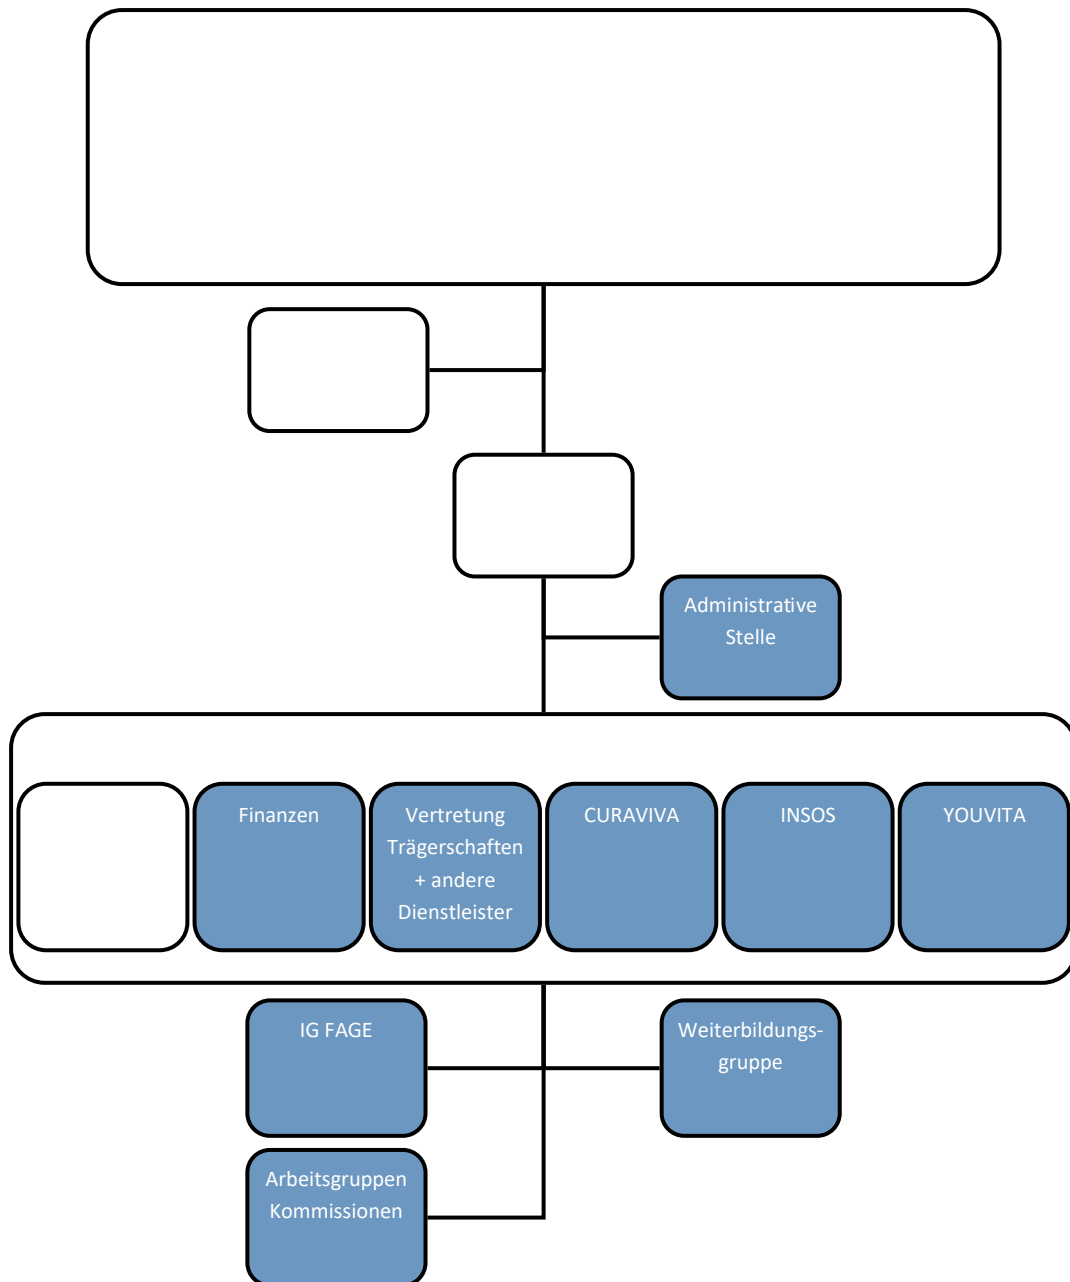 Administrative
Stelle
Finanzen
Vertretung
Trägerschaften
+ andere
Dienstleister
CURAVIVA
INSOS
YOUVITA
IG FAGE
Weiterbildungs-
gruppe
Arbeitsgruppen
Kommissionen